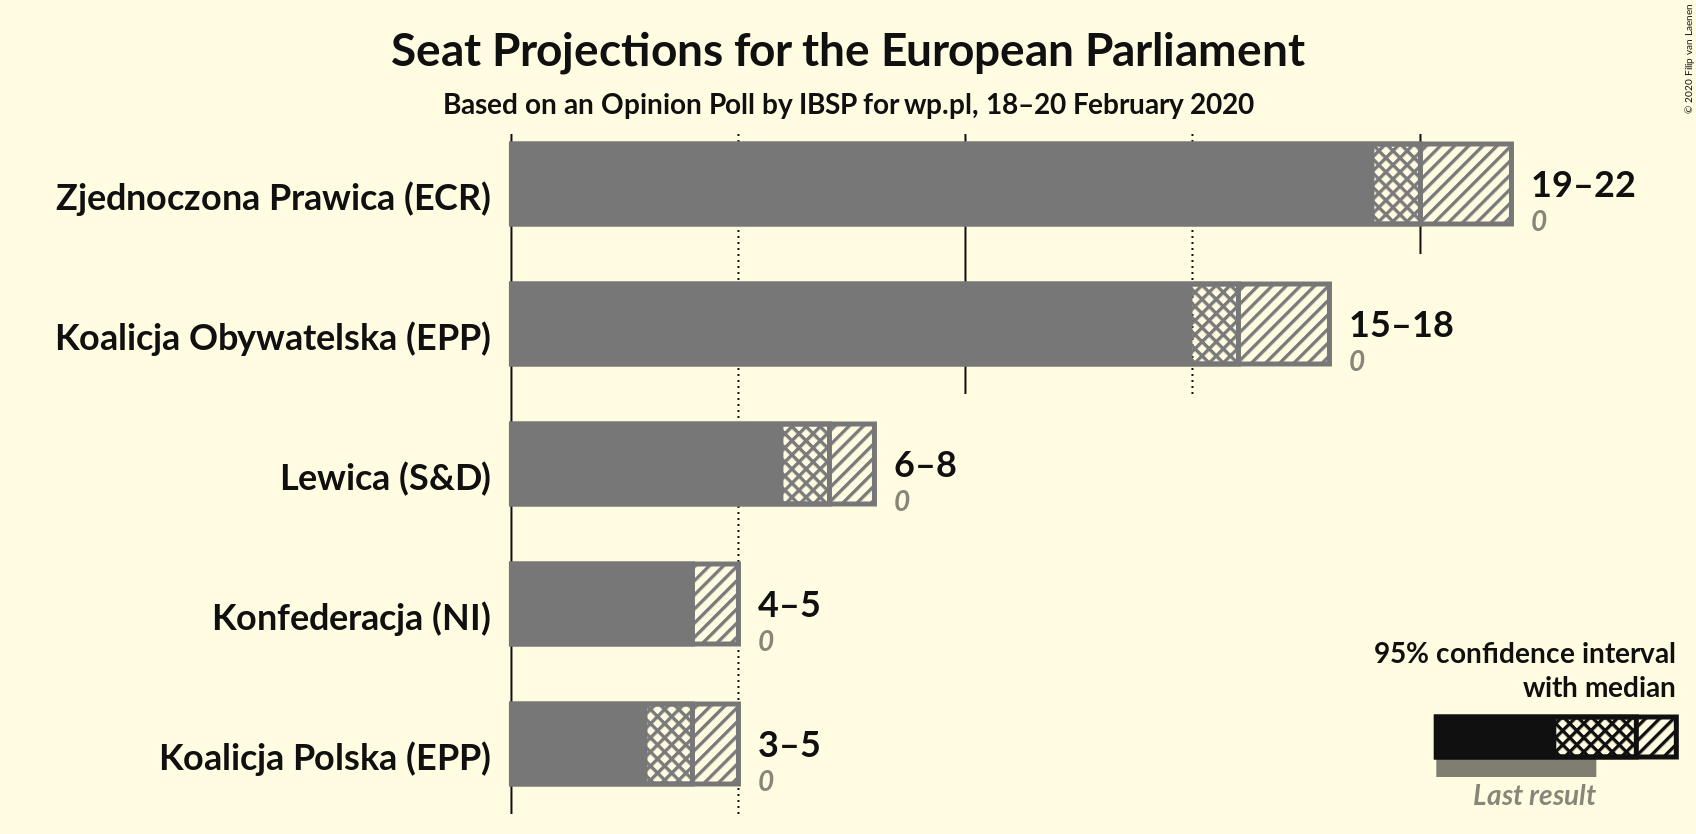 Seat Projections for the European Parliament
Based on an Opinion Poll by IBSP for wp.pl, 18–20 February 2020
© 2020 Filip van Laenen
Zjednoczona Prawica (ECR)
19–22
0
Koalicja Obywatelska (EPP)
15–18
0
Lewica (S&D)
6–8
0
Konfederacja (NI)
4–5
0
Koalicja Polska (EPP)
3–5
0
95% confidence interval
with median
Last result